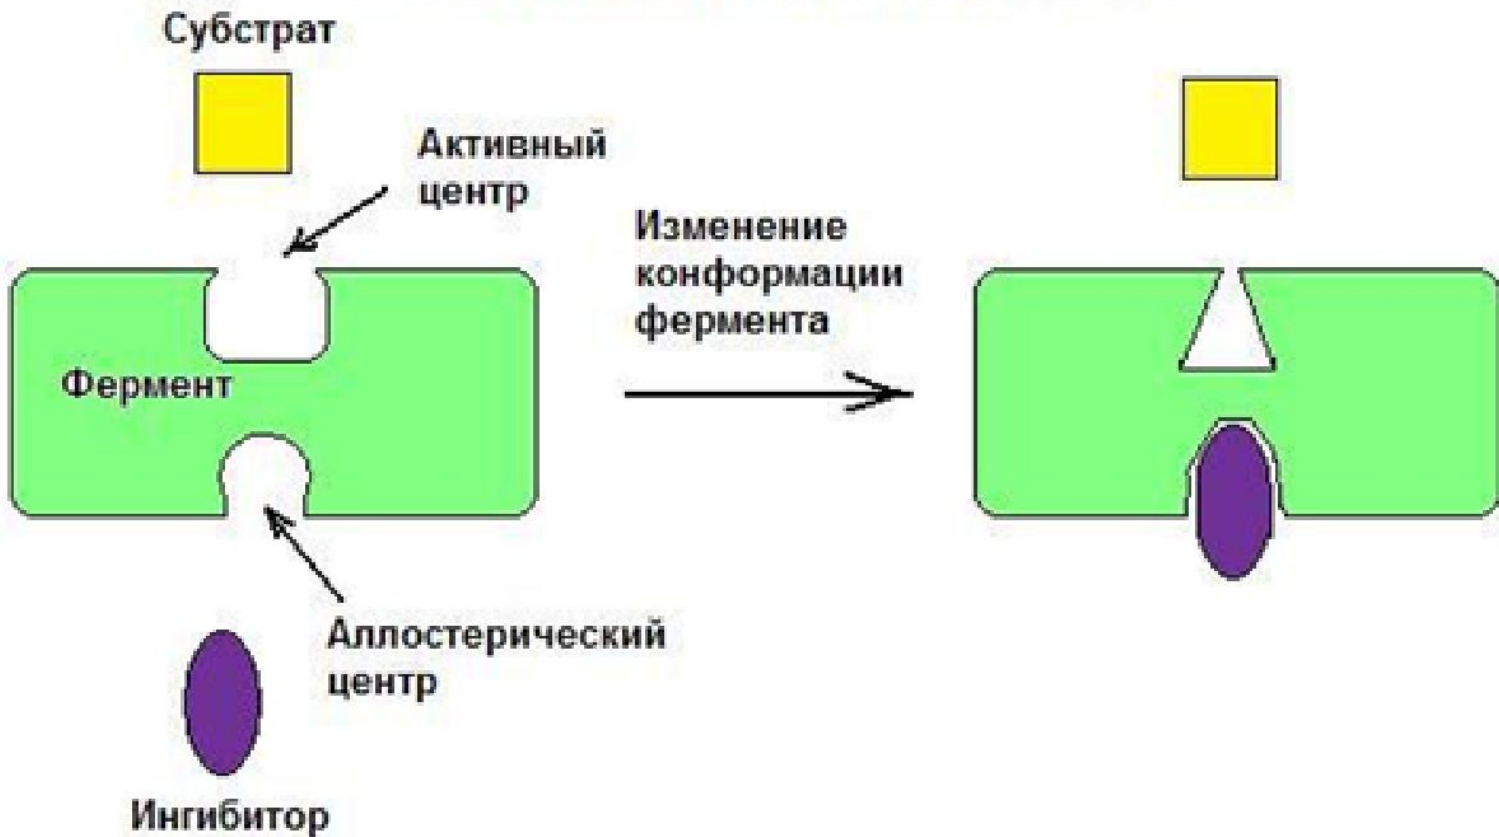 Субстрат
Активный
центр
Изменение
конформации
фермента
Фермент
Аллостерический
центр
Ингибитор